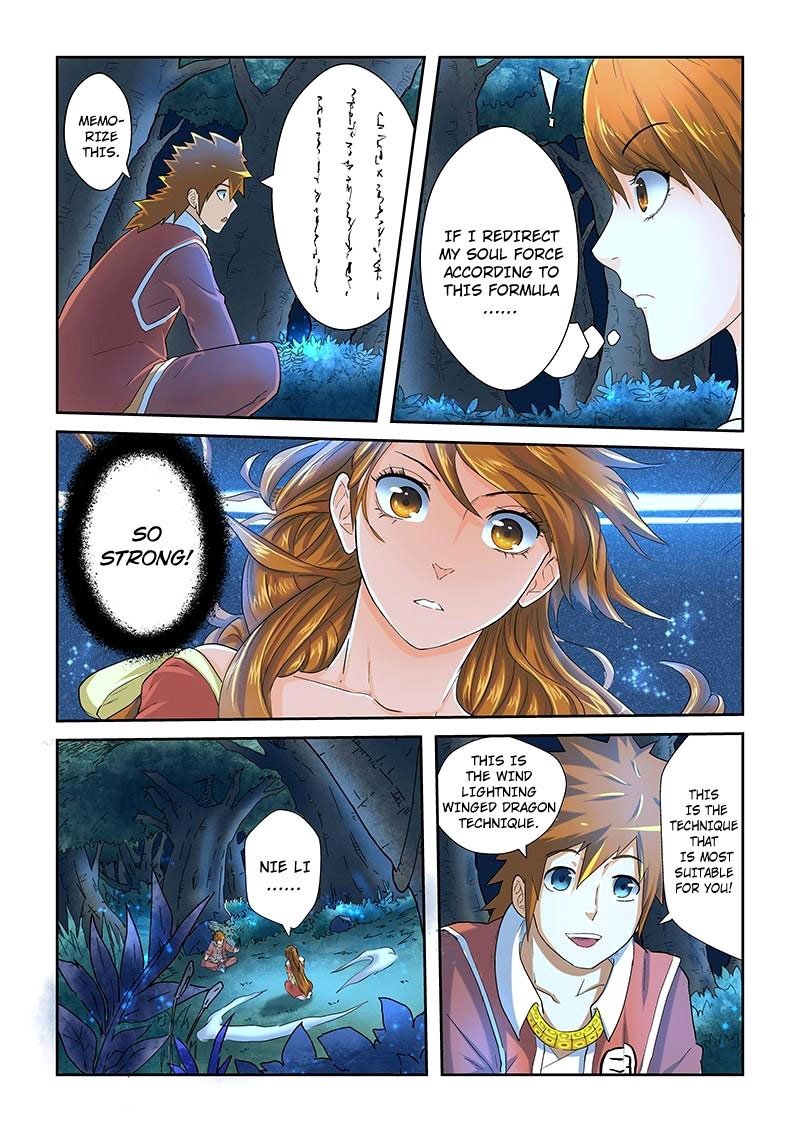 MEMO-
RIZE
THIS.
!
IF I REDIRECT
MY SOUL FORCE
ACCORDING TO
THIS FORMULA
......
SO
STRONG!
NIE LI
......
THIS IS
THE WIND
LIGHTNING
WINGED DRAGON
TECHNIQUE.
THIS
IS THE
TECHNIQUE
THAT
IS MOST
SUITABLE
FOR YOU!